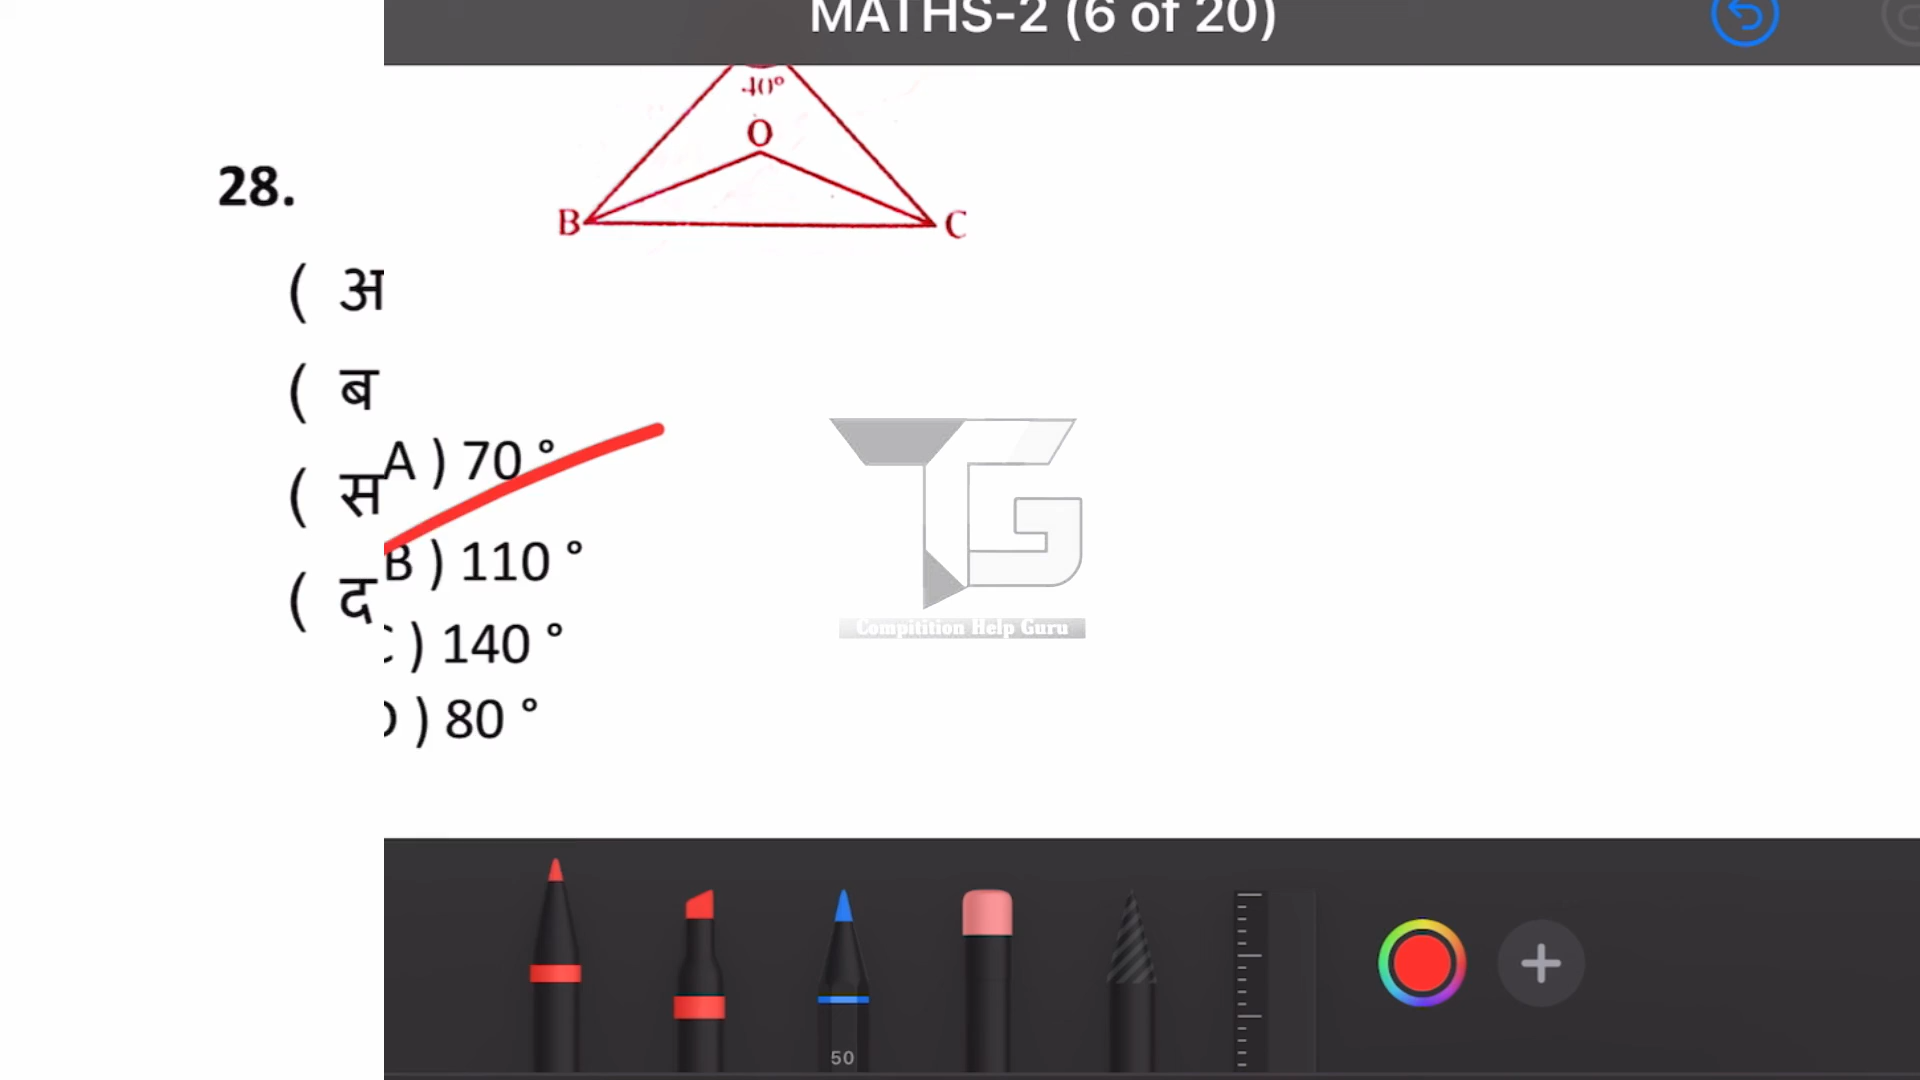 MATHS-2 (6 of 20)
40°
O
28.
B
C
( अ
( ब
A ) 70 °
( स
B ) 110 °
( द
) 140 °
) 80 °
Compitition Help Guru
50